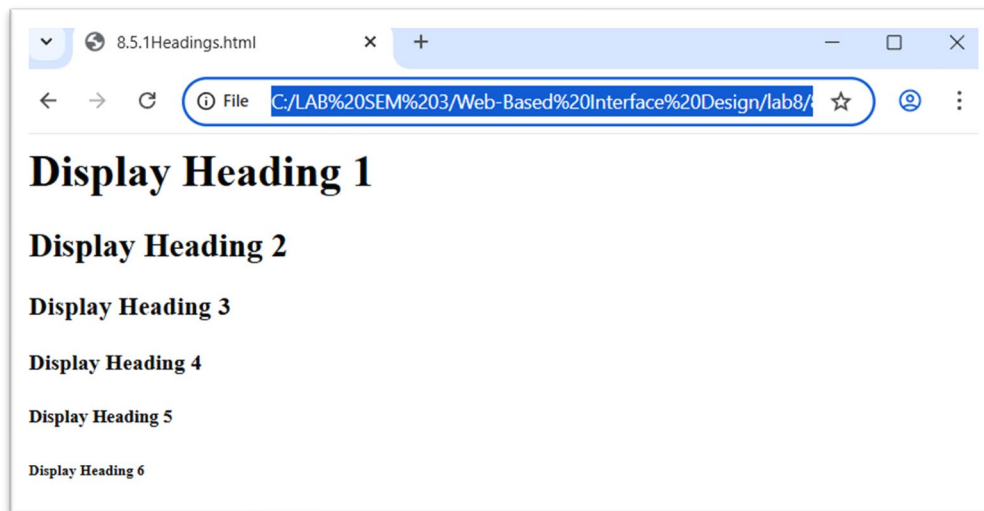 8.5.1Headings.html
File C:/LAB%20SEM%203/Web-Based%20Interface%20Design/lab8/
Display Heading 1
Display Heading 2
Display Heading 3
Display Heading 4
Display Heading 5
Display Heading 6